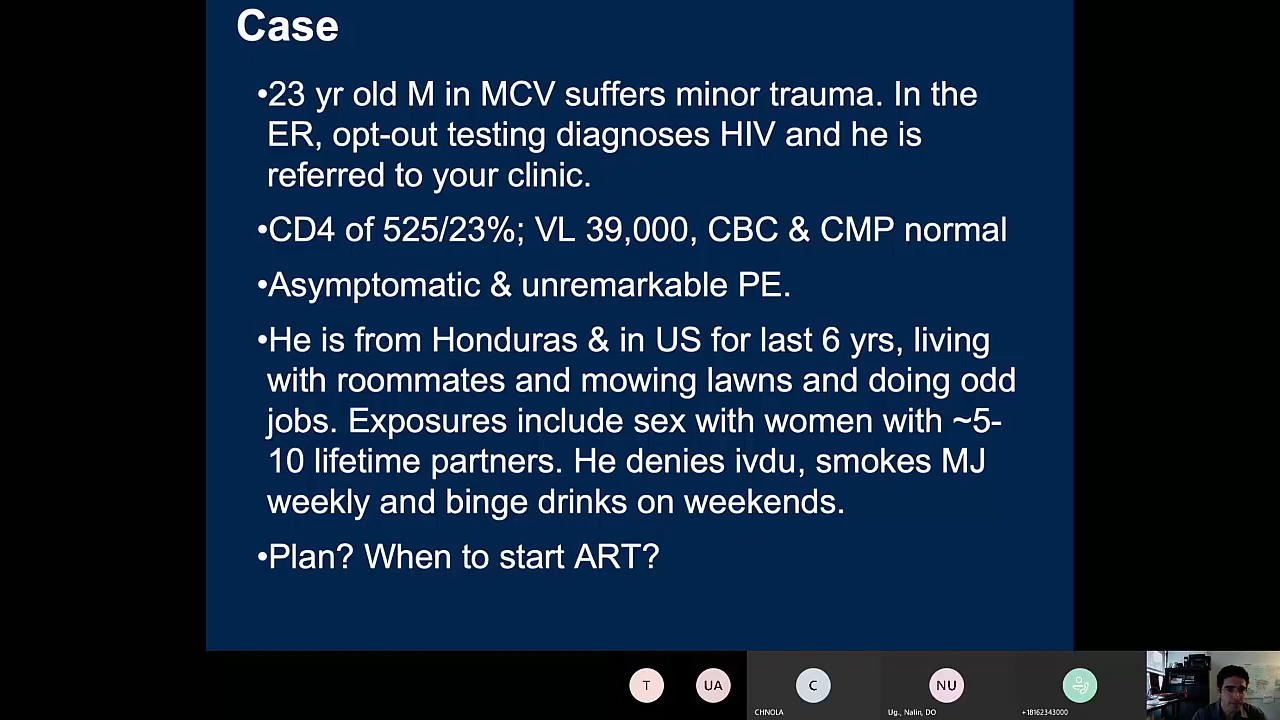 Case
•23 yr old M in MCV suffers minor trauma. In the
ER, opt-out testing diagnoses HIV and he is
referred to your clinic.
•CD4 of 525/23%; VL 39,000, CBC & CMP normal
•Asymptomatic & unremarkable PE.
•He is from Honduras & in US for last 6 yrs, living
with roommates and mowing lawns and doing odd
jobs. Exposures include sex with women with ~5-
10 lifetime partners. He denies ivdu, smokes MJ
weekly and binge drinks on weekends.
•Plan? When to start ART?
T
UA
C
NU
CHNOLA
Ug., Nalin, DO
+18162343000